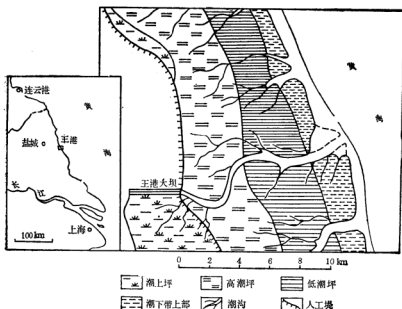 连云港
黄
海
盐城
王港
长
江
上海
100km
黄
海
王港大坝
0 2 4 6 8 10 km
潮上坪 高潮坪 低潮坪
潮下带上部 潮沟 人工堤